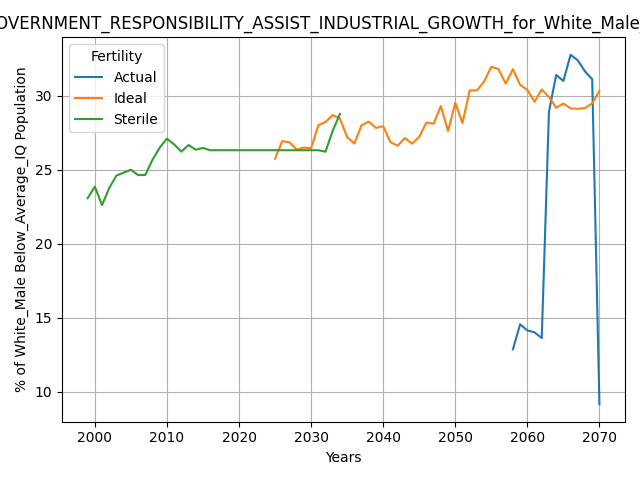 OVERNMENT_RESPONSIBILITY_ASSIST_INDUSTRIAL_GROWTH_for_White_Male_
Fertility
Actual
Ideal
Sterile
% of White_Male Below_Average_IQ Population
30
25
20
15
10
2000 2010 2020 2030 2040 2050 2060 2070
Years